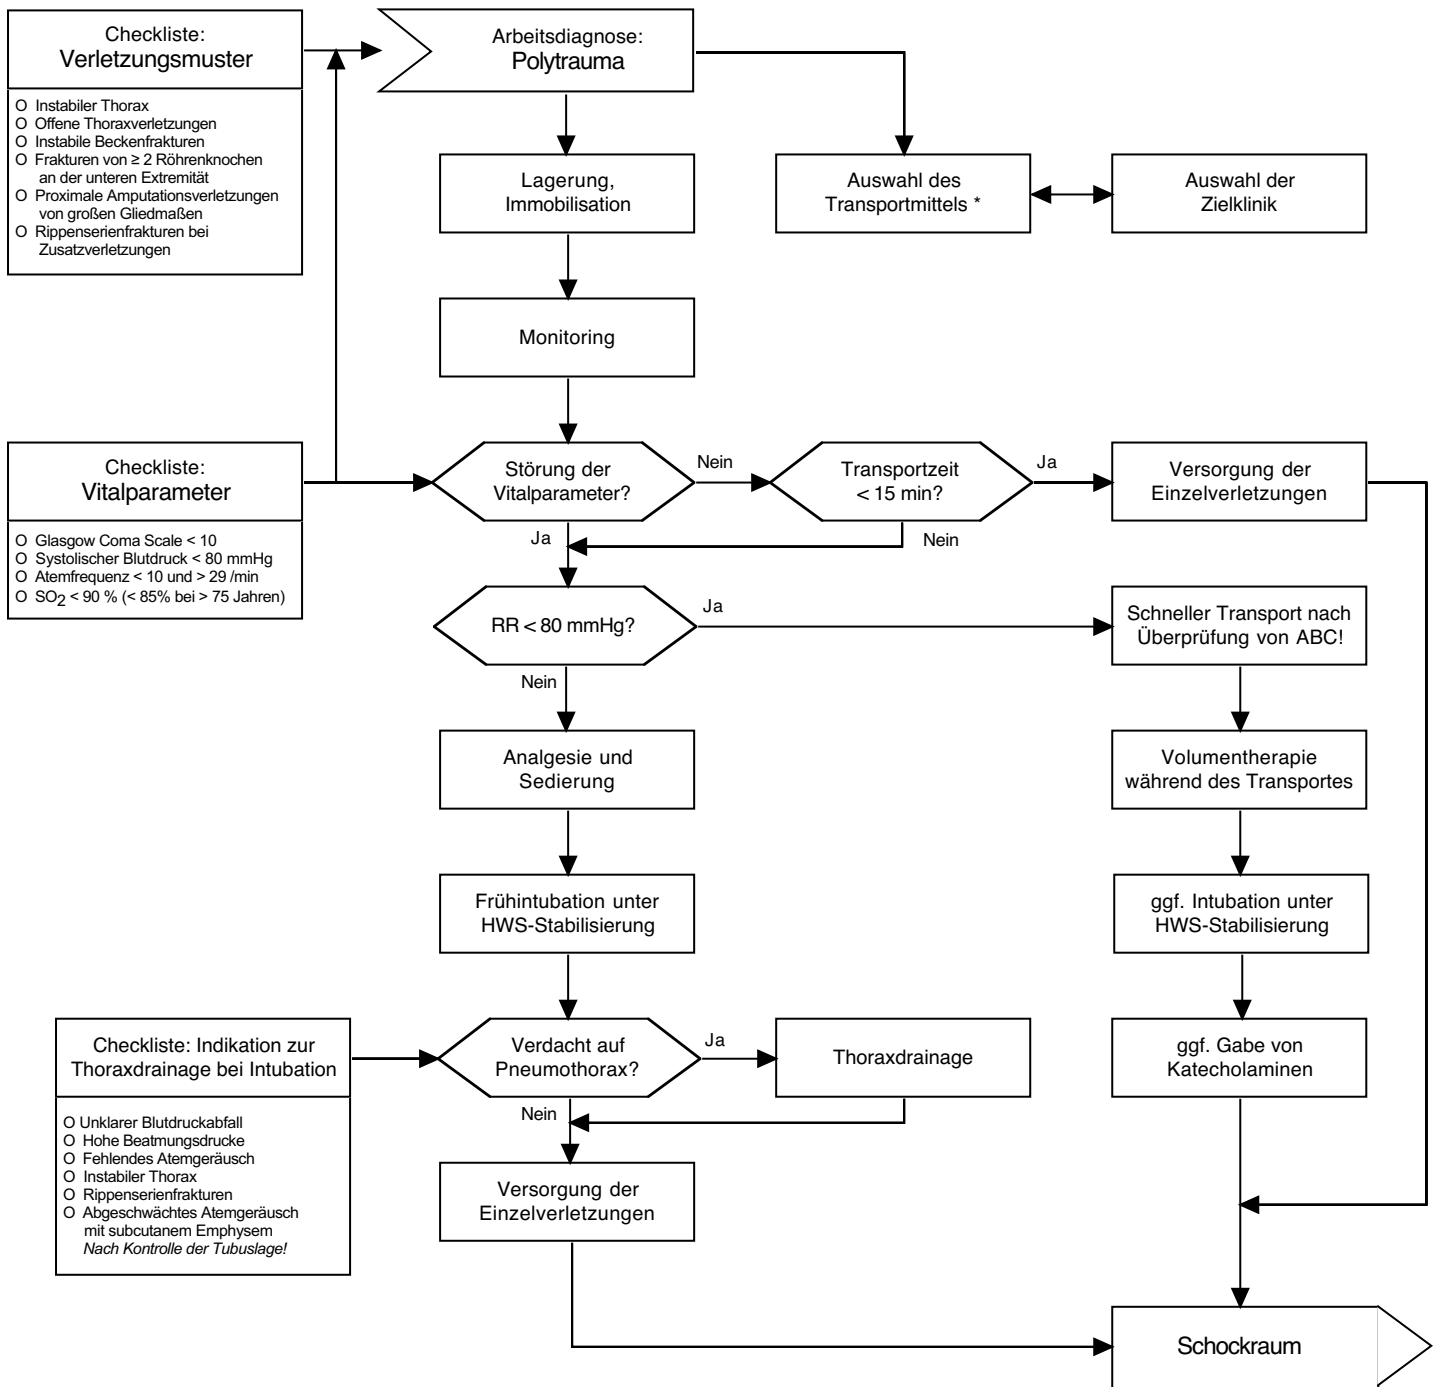 Checkliste:
Verletzungsmuster
O Instabiler Thorax
O Offene Thoraxverletzungen
O Instabile Beckenfrakturen
O Frakturen von ≥ 2 Röhrenknochen
an der unteren Extremität
O Proximale Amputationsverletzungen
von großen Gliedmaßen
O Rippenserienfrakturen bei
Zusatzverletzungen
Arbeitsdiagnose:
Polytrauma
Lagerung,
Immobilisation
Auswahl des
Transportmittels *
Auswahl der
Zielklinik
Monitoring
Checkliste:
Vitalparameter
O Glasgow Coma Scale < 10
O Systolischer Blutdruck < 80 mmHg
O Atemfrequenz < 10 und > 29 /min
O SO2 < 90 % (< 85% bei > 75 Jahren)
Störung der
Vitalparameter?
Nein
Transportzeit
< 15 min?
Ja
Versorgung der
Einzelverletzungen
Ja
Nein
RR < 80 mmHg?
Ja
Schneller Transport nach
Überprüfung von ABC!
Nein
Analgesie und
Sedierung
Volumentherapie
während des Transportes
Frühintubation unter
HWS-Stabilisierung
ggf. Intubation unter
HWS-Stabilisierung
Checkliste: Indikation zur
Thoraxdrainage bei Intubation
O Unklarer Blutdruckabfall
O Hohe Beatmungsdrucke
O Fehlendes Atemgeräusch
O Instabiler Thorax
O Rippenserienfrakturen
O Abgeschwächtes Atemgeräusch
mit subcutanem Emphysem
Nach Kontrolle der Tubuslage!
Verdacht auf
Pneumothorax?
Ja
Thoraxdrainage
ggf. Gabe von
Katecholaminen
Nein
Versorgung der
Einzelverletzungen
Schockraum